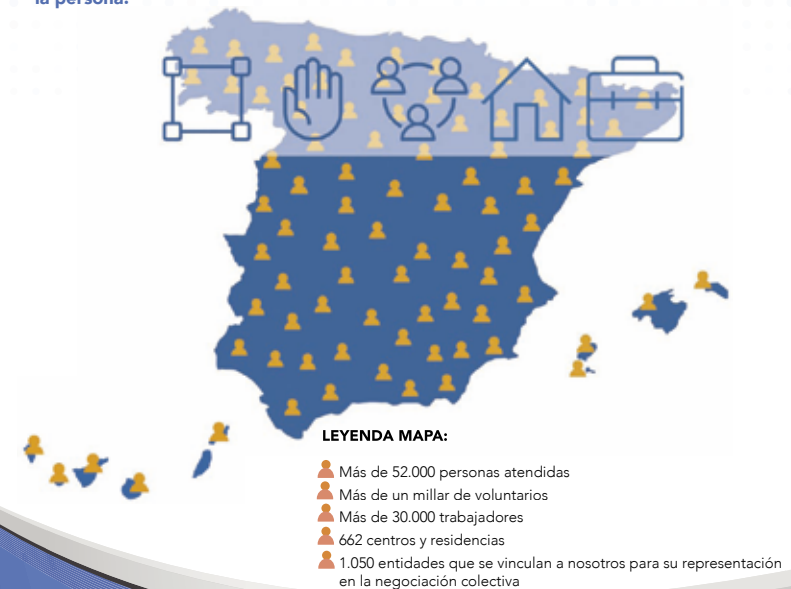 la persona.
LEYENDA MAPA:
Más de 52.000 personas atendidas
Más de un millar de voluntarios
Más de 30.000 trabajadores
662 centros y residencias
1.050 entidades que se vinculan a nosotros para su representación
en la negociación colectiva